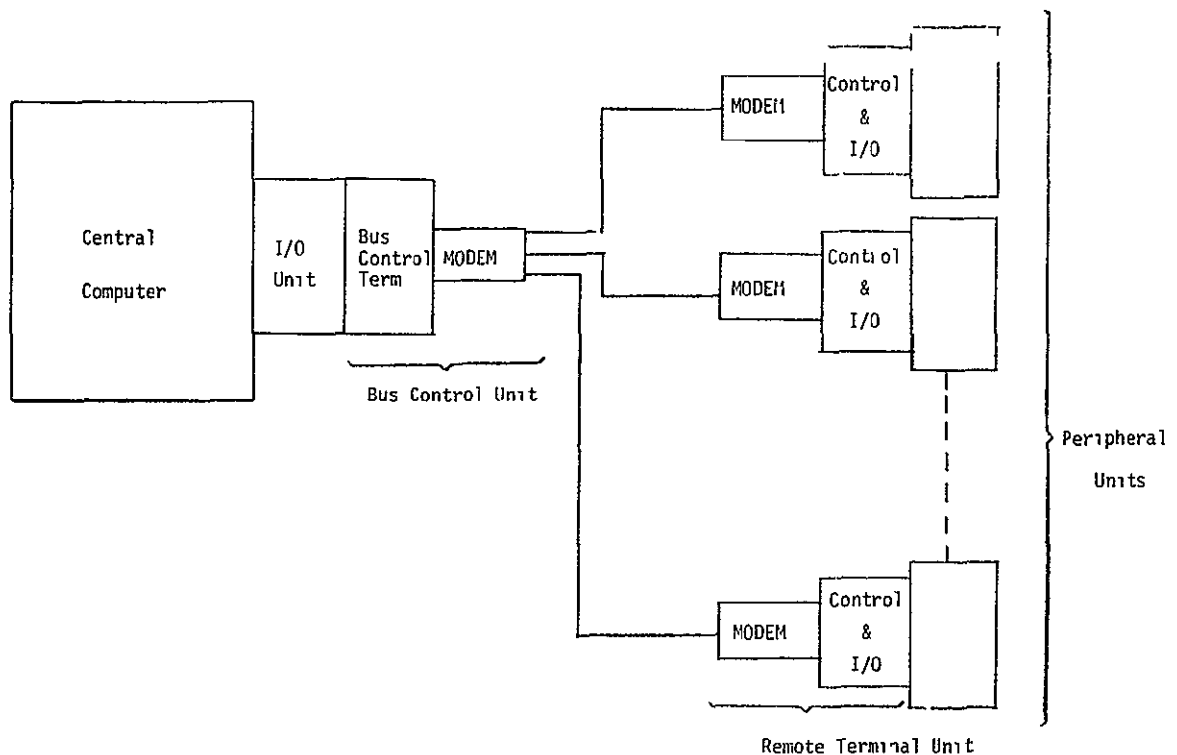 Central
Computer
I/O
Unit
Bus
Control
Term
MODEM
Bus Control Unit
MODEM
Control
&
I/O
MODEM
Control
&
I/O
MODEM
Control
&
I/O
Remote Terminal Unit
Peripheral
Units